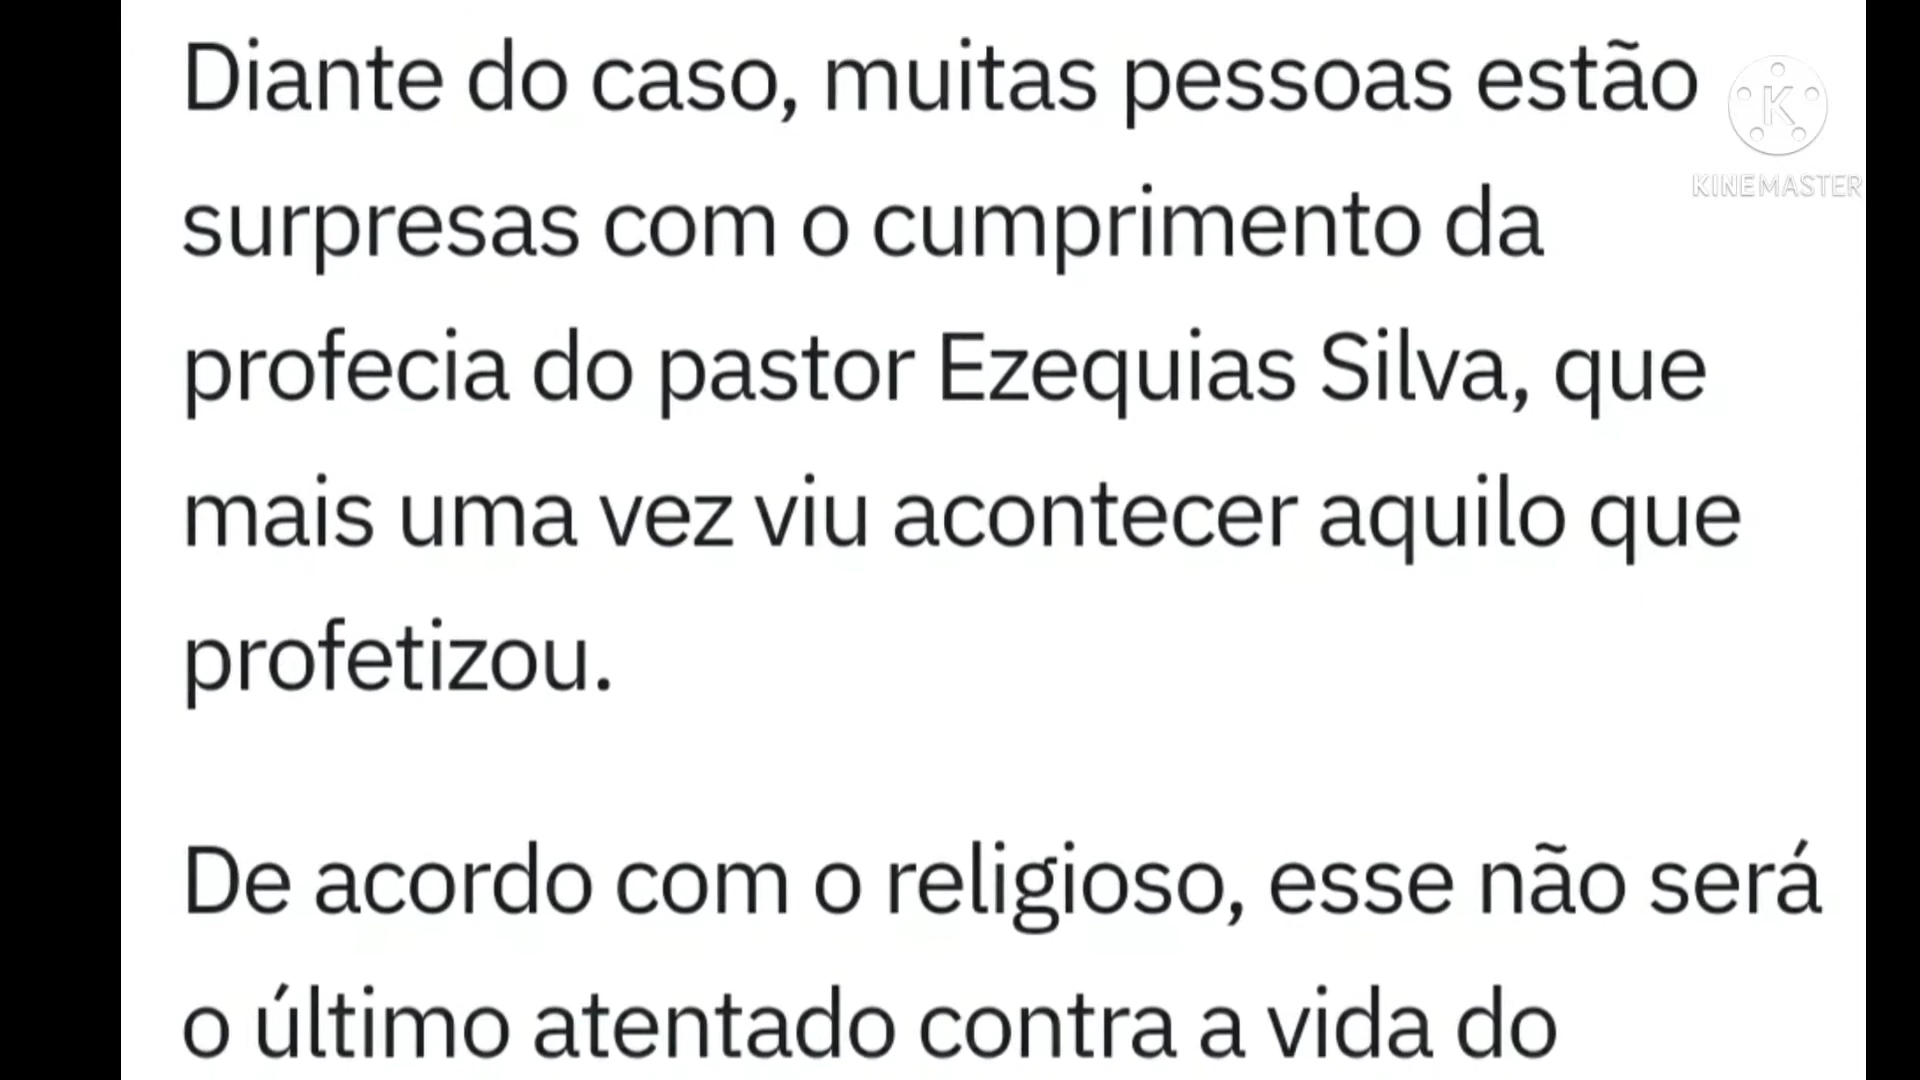 Diante do caso, muitas pessoas estão
surpresas com o cumprimento da
profecia do pastor Ezequias Silva, que
mais uma vez viu acontecer aquilo que
profetizou.
De acordo com o religioso, esse não será
o último atentado contra a vida do
K
KINEMASTER